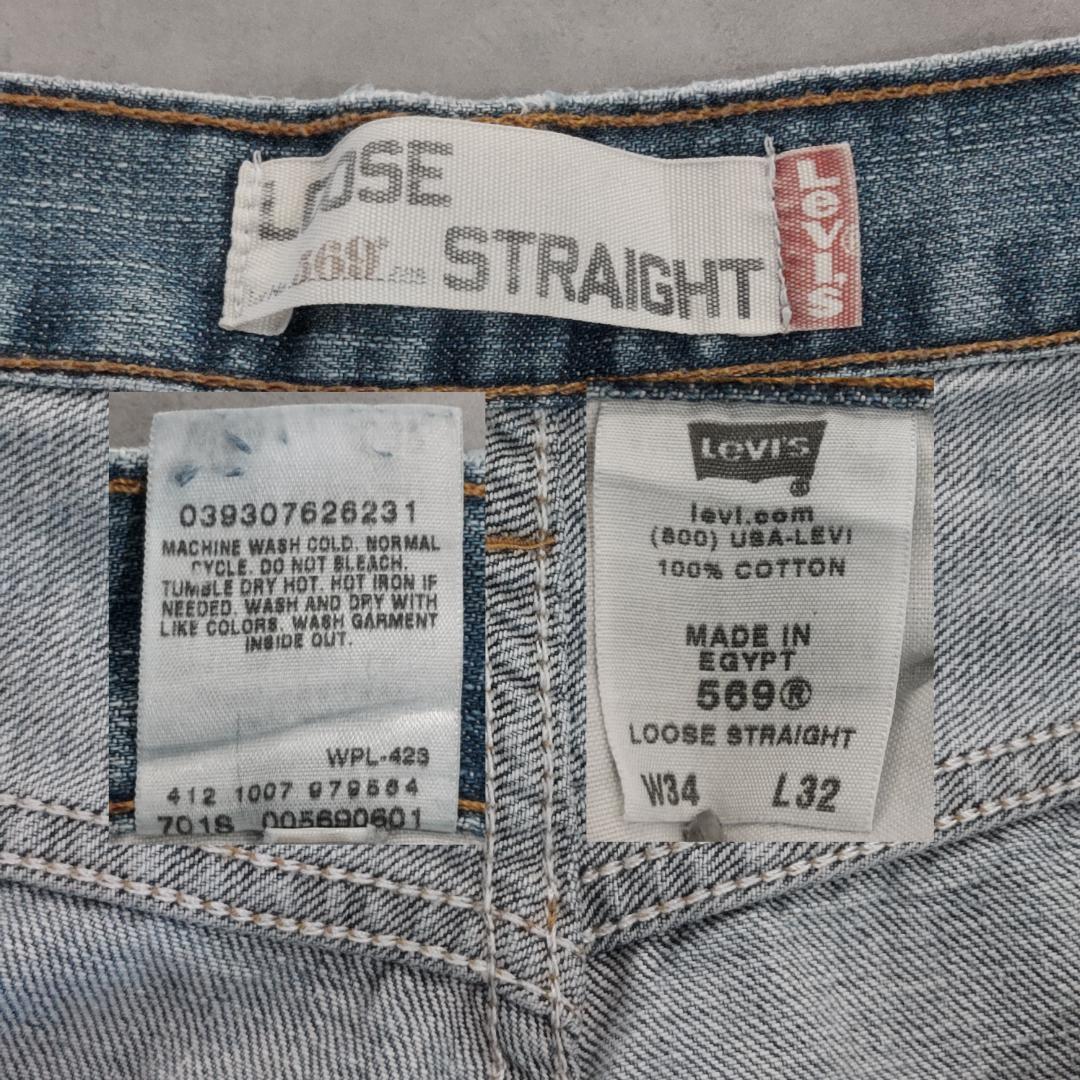 LOOSE
569
STRAIGHT
Levi's
039307626231
MACHINE WASH COLD. NORMAL
CYCLE. DO NOT BLEACH.
TUMBLE DRY HOT. HOT IRON IF
NEEDED. WASH AND DRY WITH
LIKE COLORS. WASH GARMENT
INSIDE OUT.
WPL-423
412 1007 979564
701S 005690601
Levi's
levi.com
(800) USA-LEVI
100% COTTON
MADE IN
EGYPT
569®
LOOSE STRAIGHT
W34 L32